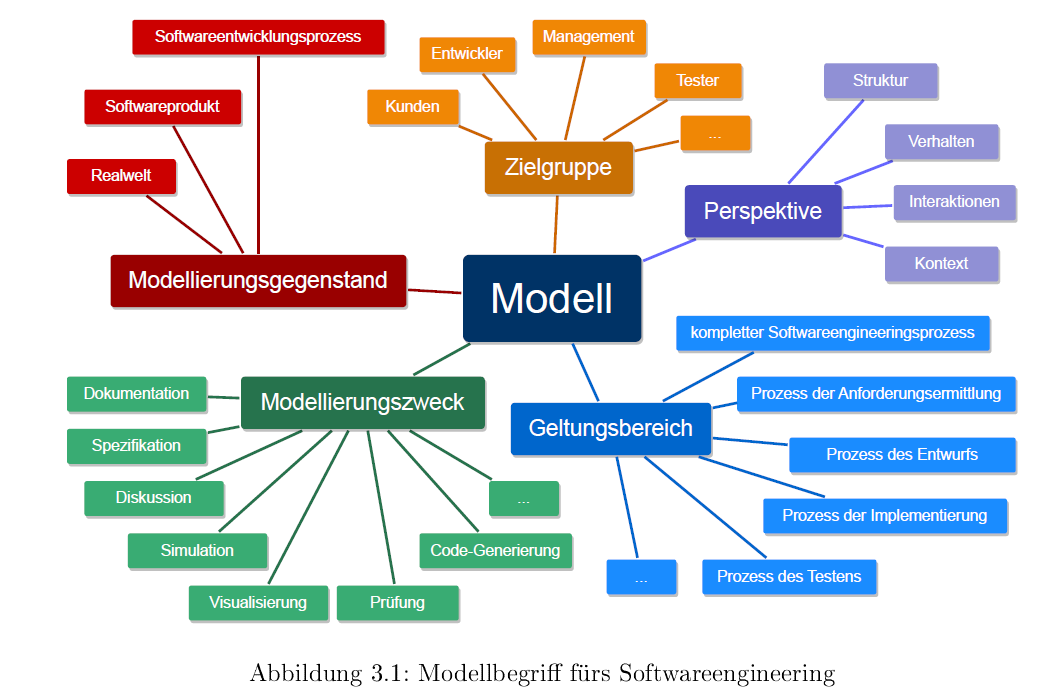 Softwareentwicklungsprozess
Softwareprodukt
Realwelt
Modellierungsgegenstand
Entwickler
Management
Kunden
Tester
...
Zielgruppe
Struktur
Verhalten
Interaktionen
Kontext
Perspektive
Modell
Modellierungszweck
Dokumentation
Spezifikation
Diskussion
Simulation
Visualisierung
Prüfung
Code-Generierung
...
Geltungsbereich
kompletter Softwareengineeringsprozess
Prozess der Anforderungsermittlung
Prozess des Entwurfs
Prozess der Implementierung
Prozess des Testens
...
Abbildung 3.1: Modellbegriff fürs Softwareengineering